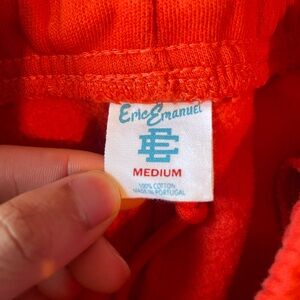 Eric Emanuel
EE
MEDIUM
100% COTTON
MADE IN PORTUGAL